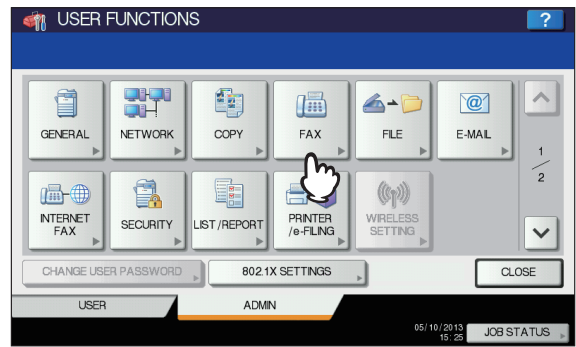 USER FUNCTIONS
?
GENERAL
NETWORK
COPY
FAX
FILE
E-MAIL
1
2
INTERNET
FAX
SECURITY
LIST/REPORT
PRINTER
/e-FILING
WIRELESS
SETTING
CHANGE USER PASSWORD
802.1X SETTINGS
CLOSE
USER
ADMIN
05/10/2013
15:25
JOB STATUS